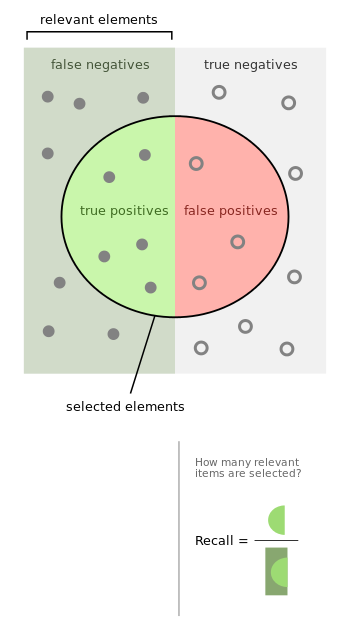 relevant elements
false negatives
true negatives
true positives
false positives
selected elements
How many relevant
items are selected?
Recall =